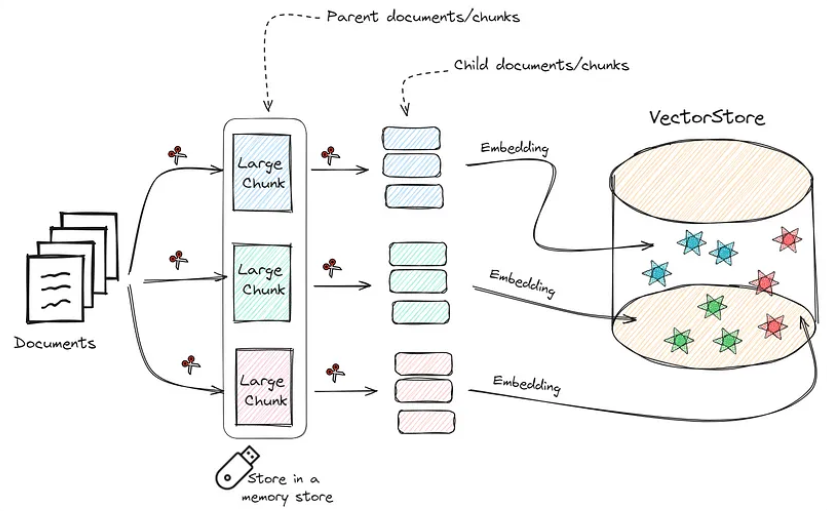 Parent documents/chunks
Child documents/chunks
VectorStore
Embedding
Large
Chunk
Large
Chunk
Embedding
Documents
Large
Chunk
Embedding
Store in a
memory store